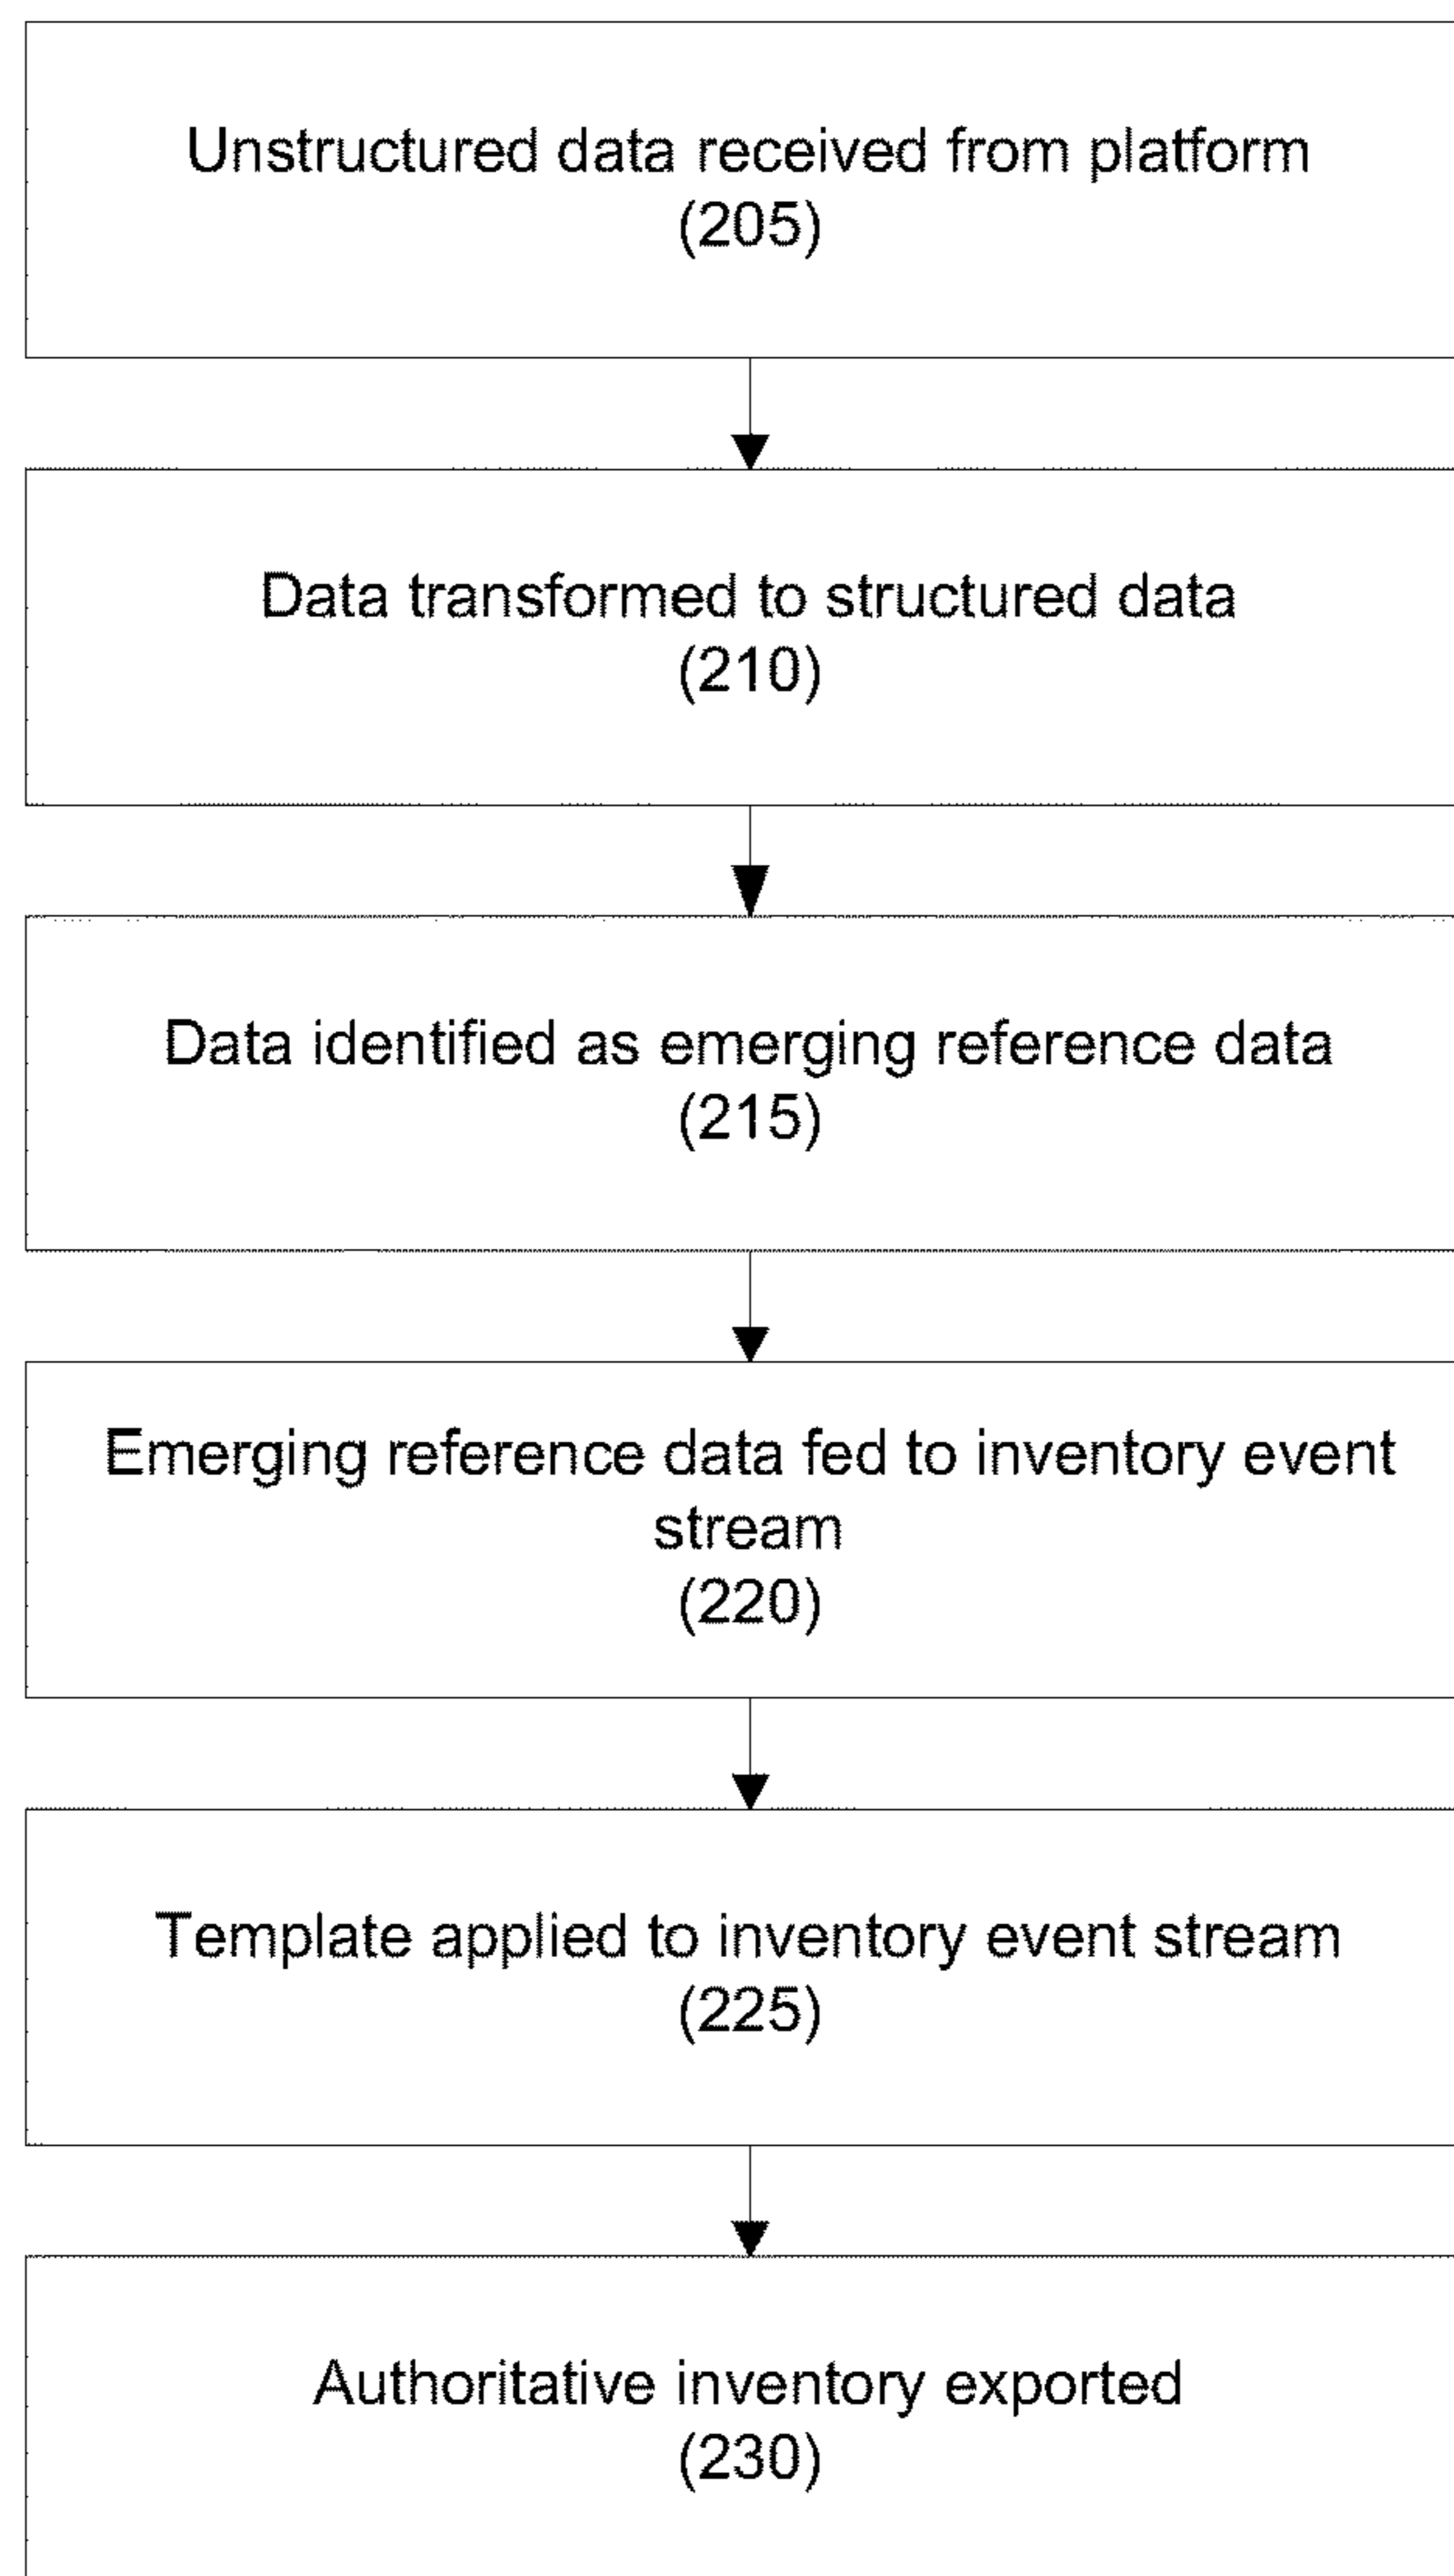 Unstructured data received from platform
(205)
Data transformed to structured data
(210)
Data identified as emerging reference data
(215)
Emerging reference data fed to inventory event
stream
(220)
Template applied to inventory event stream
(225)
Authoritative inventory exported
(230)